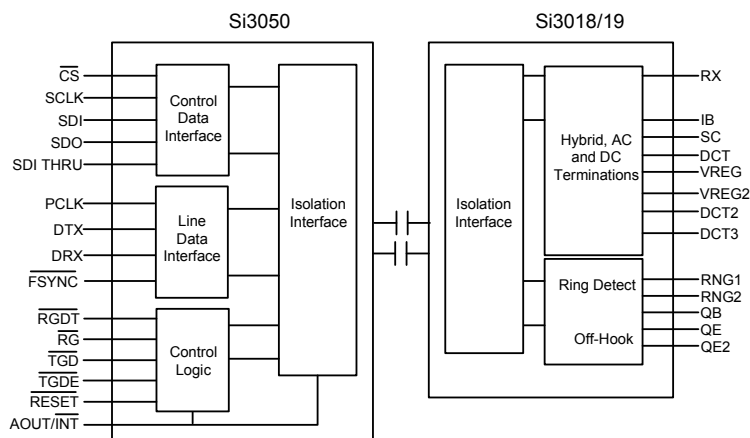 Si3050
Si3018/19
CS
SCLK
SDI
SDO
SDI THRU
PCLK
DTX
DRX
FSYNC
RGDT
RG
TGD
TGDE
RESET
AOUT/INT
Control
Data
Interface
Line
Data
Interface
Control
Logic
Isolation
Interface
Isolation
Interface
Hybrid, AC
and DC
Terminations
Ring Detect
Off-Hook
RX
IB
SC
DCT
VREG
VREG2
DCT2
DCT3
RNG1
RNG2
QB
QE
QE2